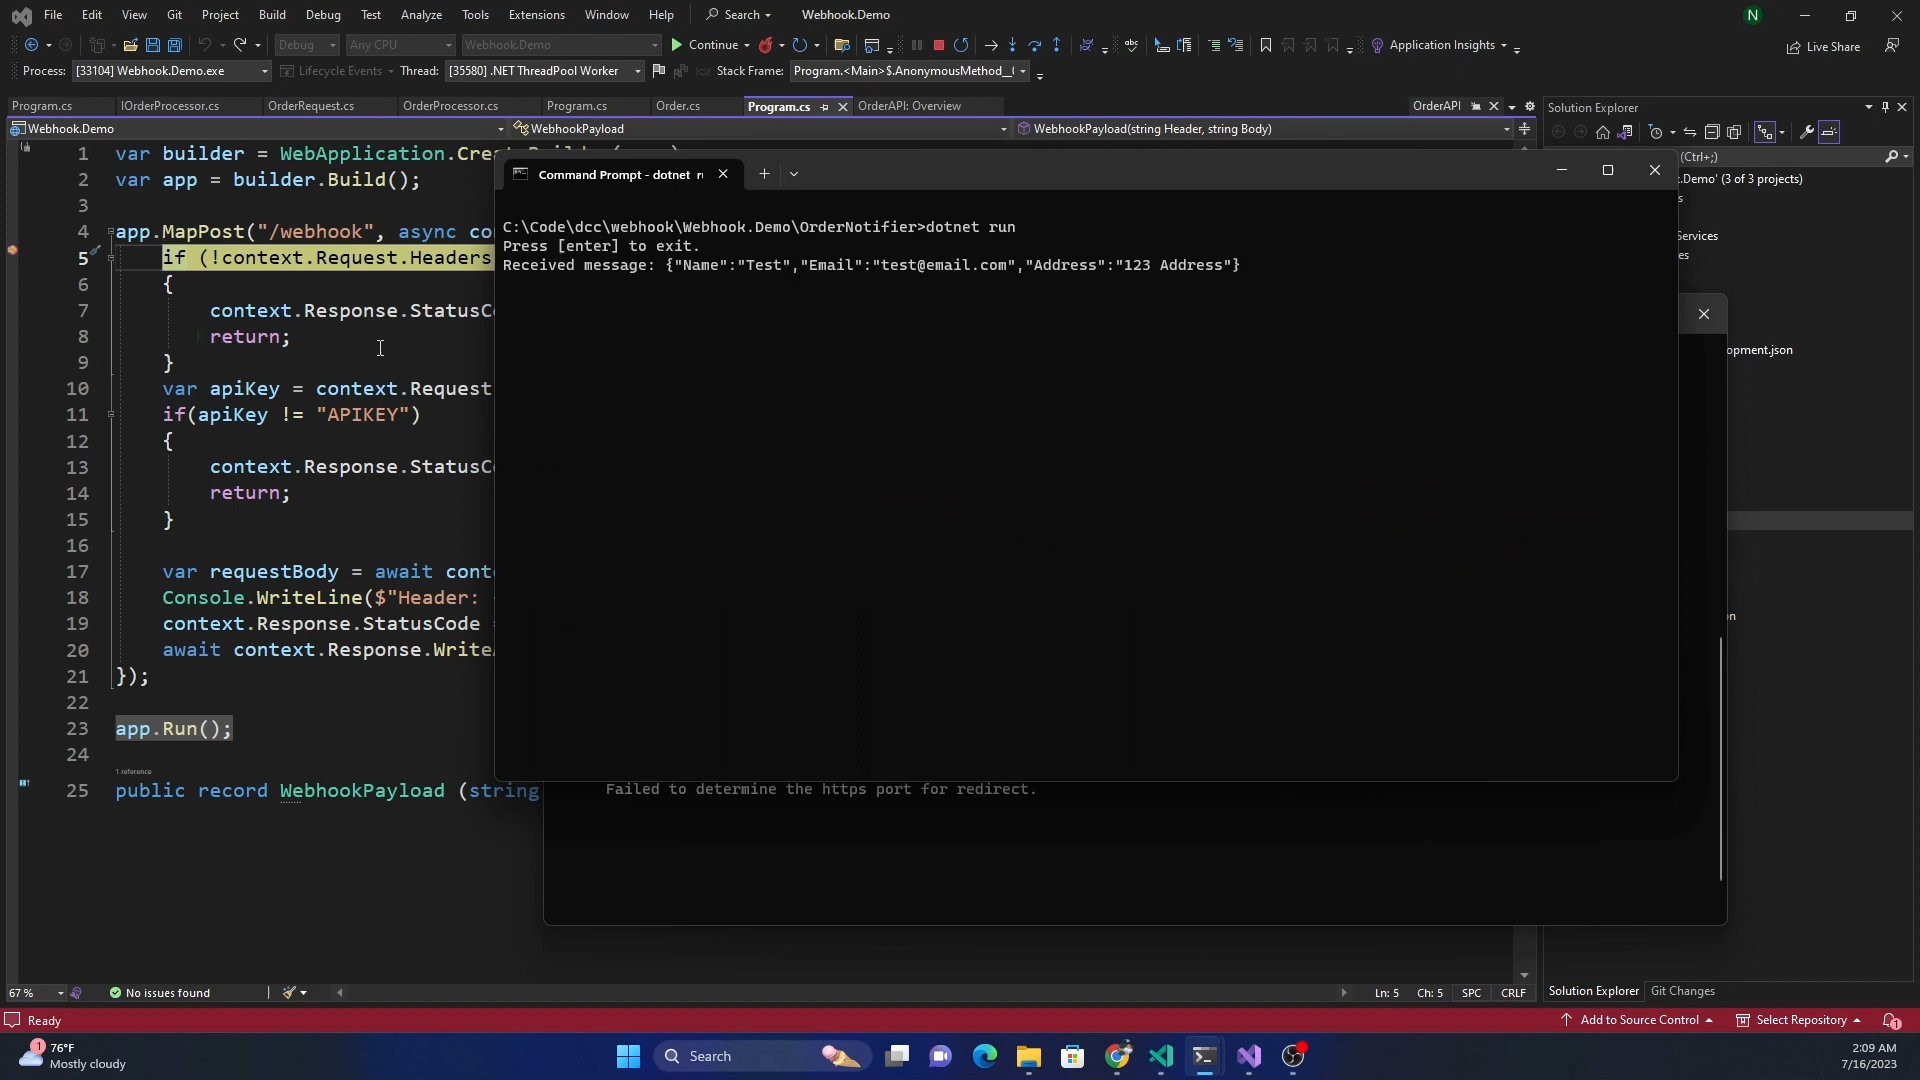 File Edit View Git Project Build Debug Test Analyze Tools Extensions Window Help Search Webhook.Demo N
Debug Any CPU Webhook.Demo Continue Application Insights Live Share
Process: [33104] Webhook.Demo.exe Lifecycle Events Thread: [35580] .NET ThreadPool Worker Stack Frame: Program.<Main>$.AnonymousMethod__
Program.cs IOrderProcessor.cs OrderRequest.cs OrderProcessor.cs Program.cs Order.cs Program.cs OrderAPI: Overview OrderAPI Solution Explorer
Webhook.Demo WebhookPayload WebhookPayload(string Header, string Body)
1 var builder = WebApplication.Cre
(Ctrl+;)
Command Prompt - dotnet
2 var app = builder.Build();
.Demo' (3 of 3 projects)
3
C:\Code\dcc\webhook\Webhook.Demo\OrderNotifier>dotnet run
4 app.MapPost("/webhook", async co
ervices
Press [enter] to exit.
5 if (!context.Request.Headers
Received message: {"Name":"Test","Email":"test@email.com","Address":"123 Address"}
6 {
7 context.Response.StatusC
8 return;
opment.json
9 }
10 var apiKey = context.Request
11 if(apiKey != "APIKEY")
12 {
13 context.Response.StatusC
14 return;
15 }
16
17 var requestBody = await cont
18 Console.WriteLine($"Header:
19 context.Response.StatusCode
20 await context.Response.Write
21 });
22
23 app.Run();
24
1 reference
25 public record WebhookPayload (string
Failed to determine the https port for redirect.
67 % No issues found Ln: 5 Ch: 5 SPC CRLF Solution Explorer Git Changes
Ready Add to Source Control Select Repository 1
1 76°F
Mostly cloudy
Search
2:09 AM
7/16/2023